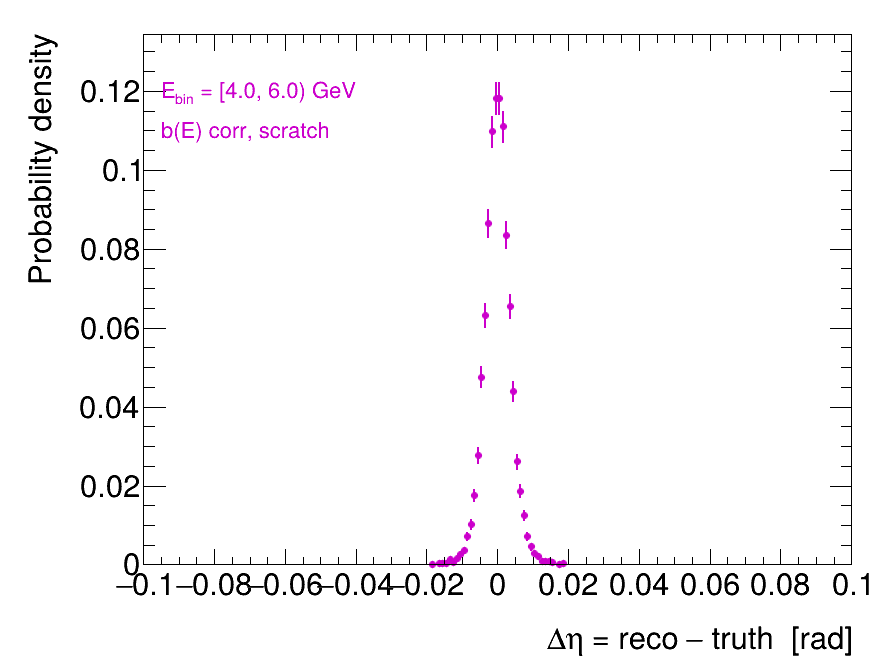 Probability density
0.12
0.1
0.08
0.06
0.04
0.02
0
E_bin = [4.0, 6.0) GeV
b(E) corr, scratch
−0.1 −0.08 −0.06 −0.04 −0.02 0 0.02 0.04 0.06 0.08 0.1
Δη = reco − truth [rad]